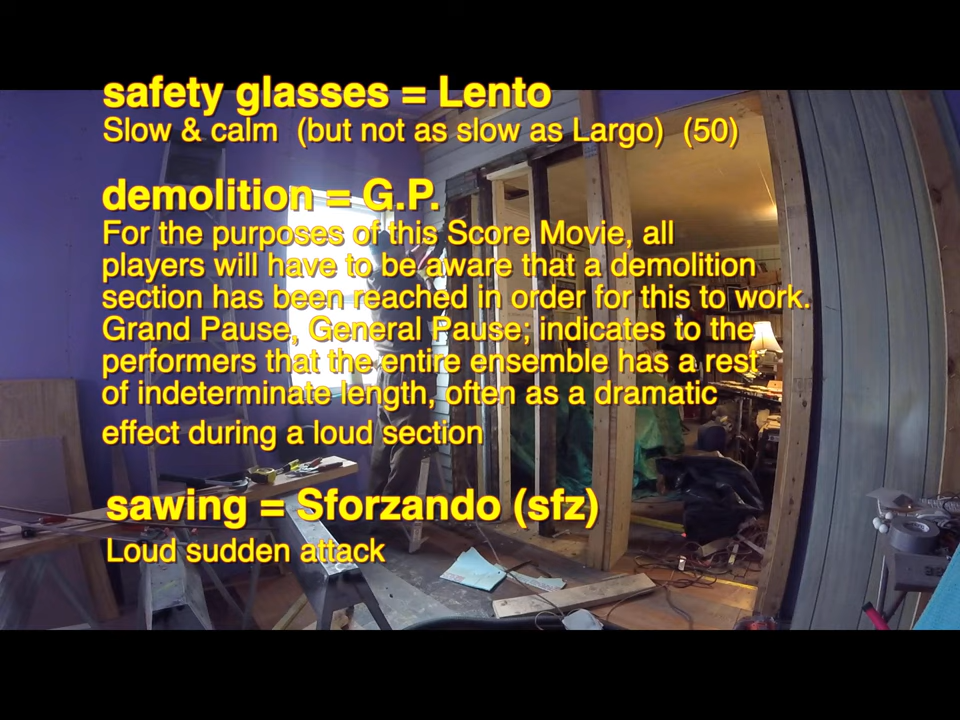 safety glasses = Lento
Slow & calm (but not as slow as Largo) (50)
demolition = G.P.
For the purposes of this Score Movie, all
players will have to be aware that a demolition
section has been reached in order for this to work.
Grand Pause, General Pause; indicates to the
performers that the entire ensemble has a rest
of indeterminate length, often as a dramatic
effect during a loud section
sawing = Sforzando (sfz)
Loud sudden attack